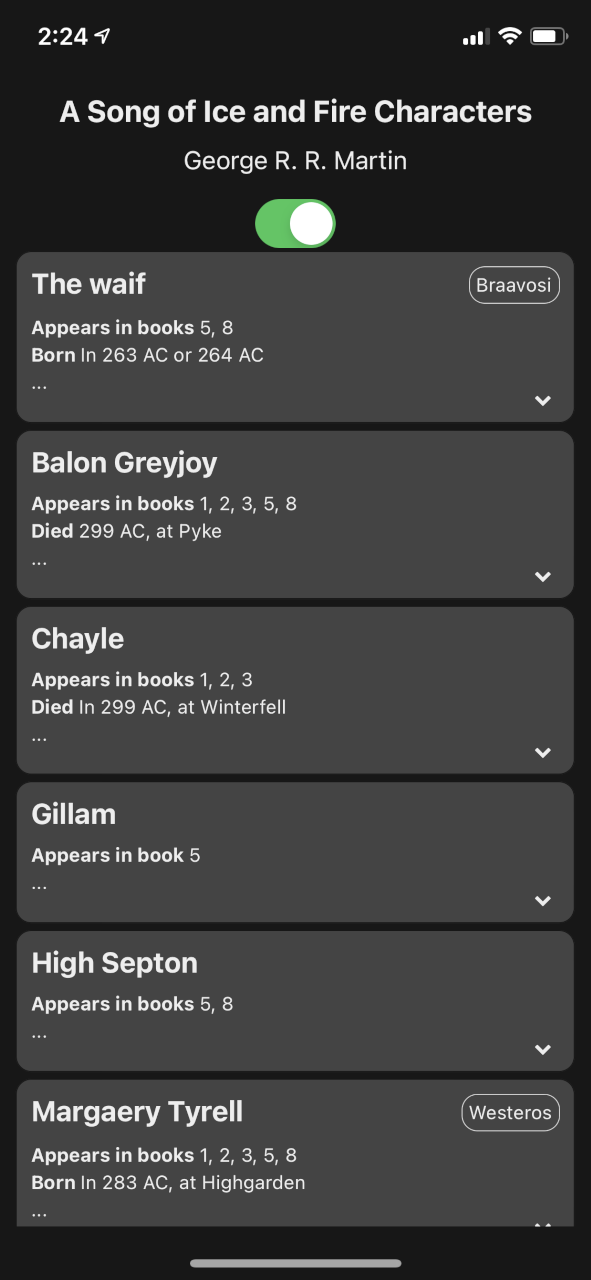 2:24
A Song of Ice and Fire Characters
George R. R. Martin
The waif
Braavosi
Appears in books 5, 8
Born In 263 AC or 264 AC
...
Balon Greyjoy
Appears in books 1, 2, 3, 5, 8
Died 299 AC, at Pyke
...
Chayle
Appears in books 1, 2, 3
Died In 299 AC, at Winterfell
...
Gillam
Appears in book 5
...
High Septon
Appears in books 5, 8
...
Margaery Tyrell
Westeros
Appears in books 1, 2, 3, 5, 8
Born In 283 AC, at Highgarden
...